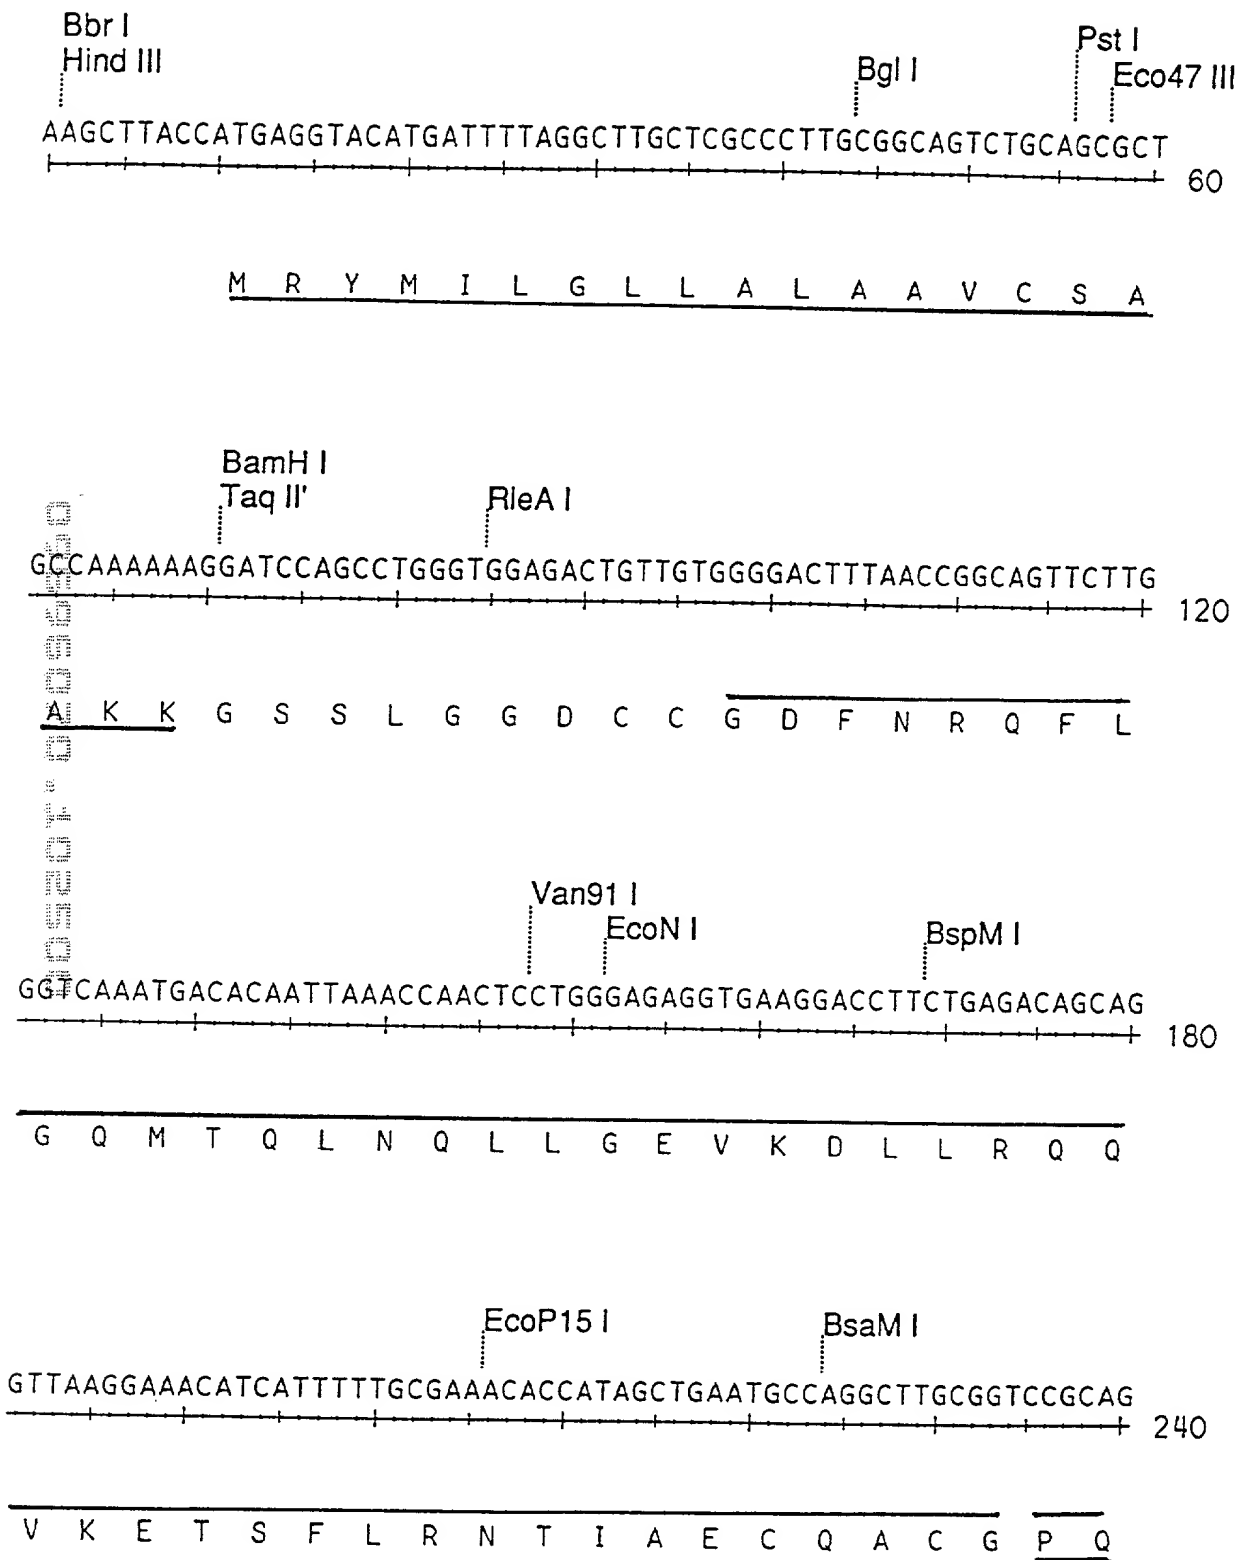 Bbr I
Hind III
Bgl I
Pst I
Eco47 III
AAGCTTACCATGAGGTACATGATTTTAGGCTTGCTCGCCCTTGCGGCAGTCTGCAGCGCT
60
M R Y M I L G L L A L A A V C S A
BamH I
Taq II'
RleA I
GCCAAAAAAGGATCCAGCCTGGGTGGAGACTGTTGTGGGGACTTTAACCGGCAGTTCTTG
120
A K K G S S L G G D C C G D F N R Q F L
Van91 I
EcoN I
BspM I
GGTCAAATGACACAATTAAACCAACTCCTGGGAGAGGTGAAGGACCTTCTGAGACAGCAG
180
G Q M T Q L N Q L L G E V K D L L R Q Q
EcoP15 I
BsaM I
GTTAAGGAAACATCATTTTTGCGAAACACCATAGCTGAATGCCAGGCTTGCGGTCCGCAG
240
V K E T S F L R N T I A E C Q A C G P Q